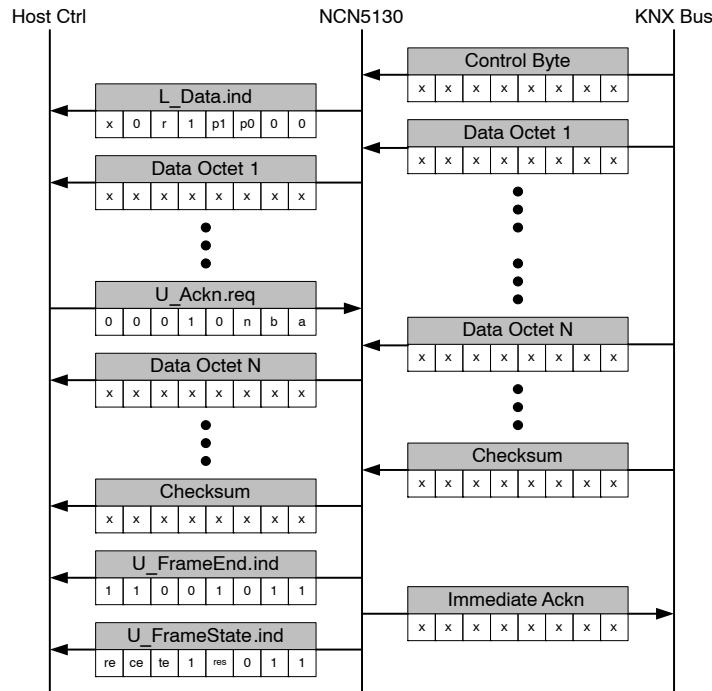 Host Ctrl NCN5130 KNX Bus
Control Byte
x x x x x x x x
L_Data.ind
x 0 r 1 p1 p0 0 0
Data Octet 1
x x x x x x x x
Data Octet 1
x x x x x x x x
U_Ackn.req
0 0 0 1 0 n b a
Data Octet N
x x x x x x x x
Data Octet N
x x x x x x x x
Checksum
x x x x x x x x
Checksum
x x x x x x x x
U_FrameEnd.ind
1 1 0 0 1 0 1 1
Immediate Ackn
x x x x x x x x
U_FrameState.ind
re ce te 1 res 0 1 1